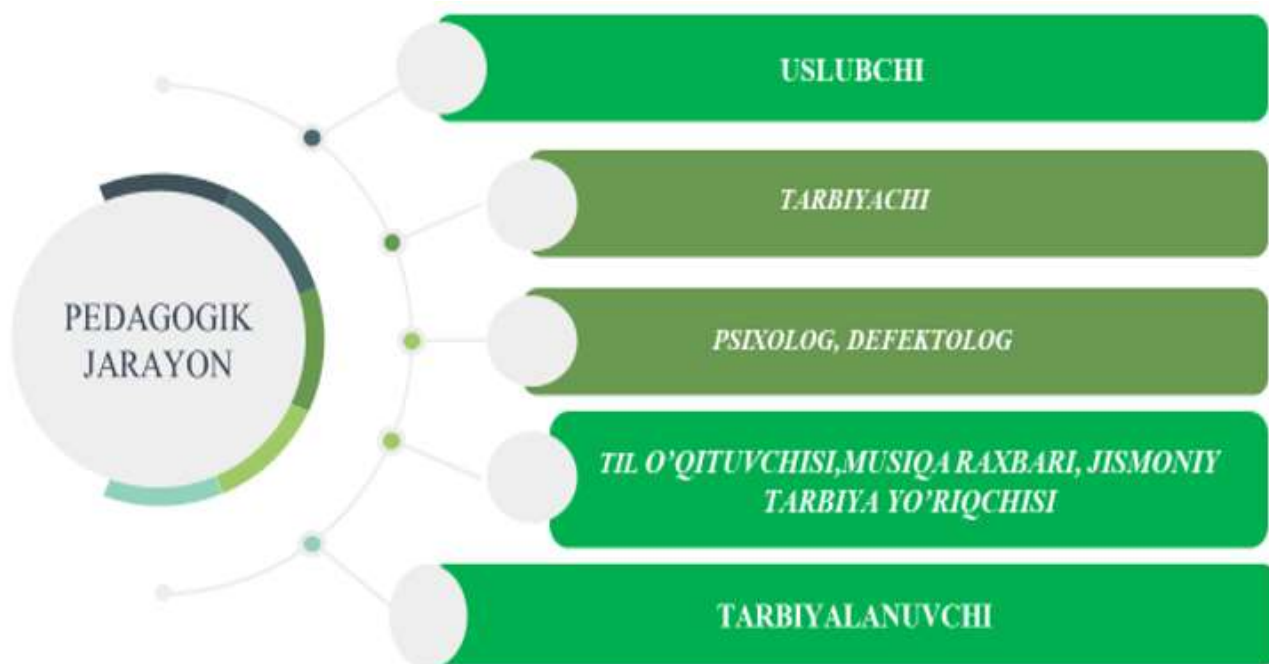 PEDAGOGIK
JARAYON
USLUBCHI
TARBIYACHI
PSIXOLOG, DEFEKTOLOG
TIL O’QITUVCHISI,MUSIQA RAXBARI, JISMONIY
TARBIYA YO’RIQCHISI
TARBIYALANUVCHI